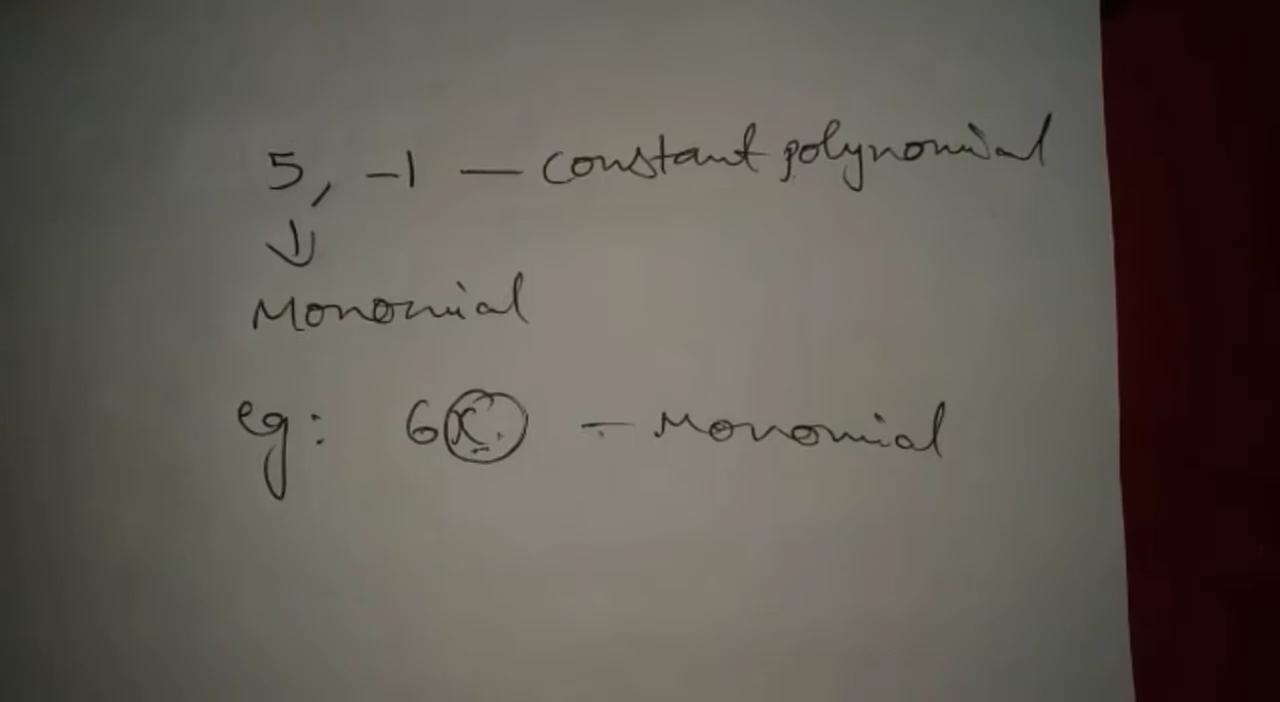 5, -1 — constant polynomial
↓
Monomial
eg: 6x — Monomial